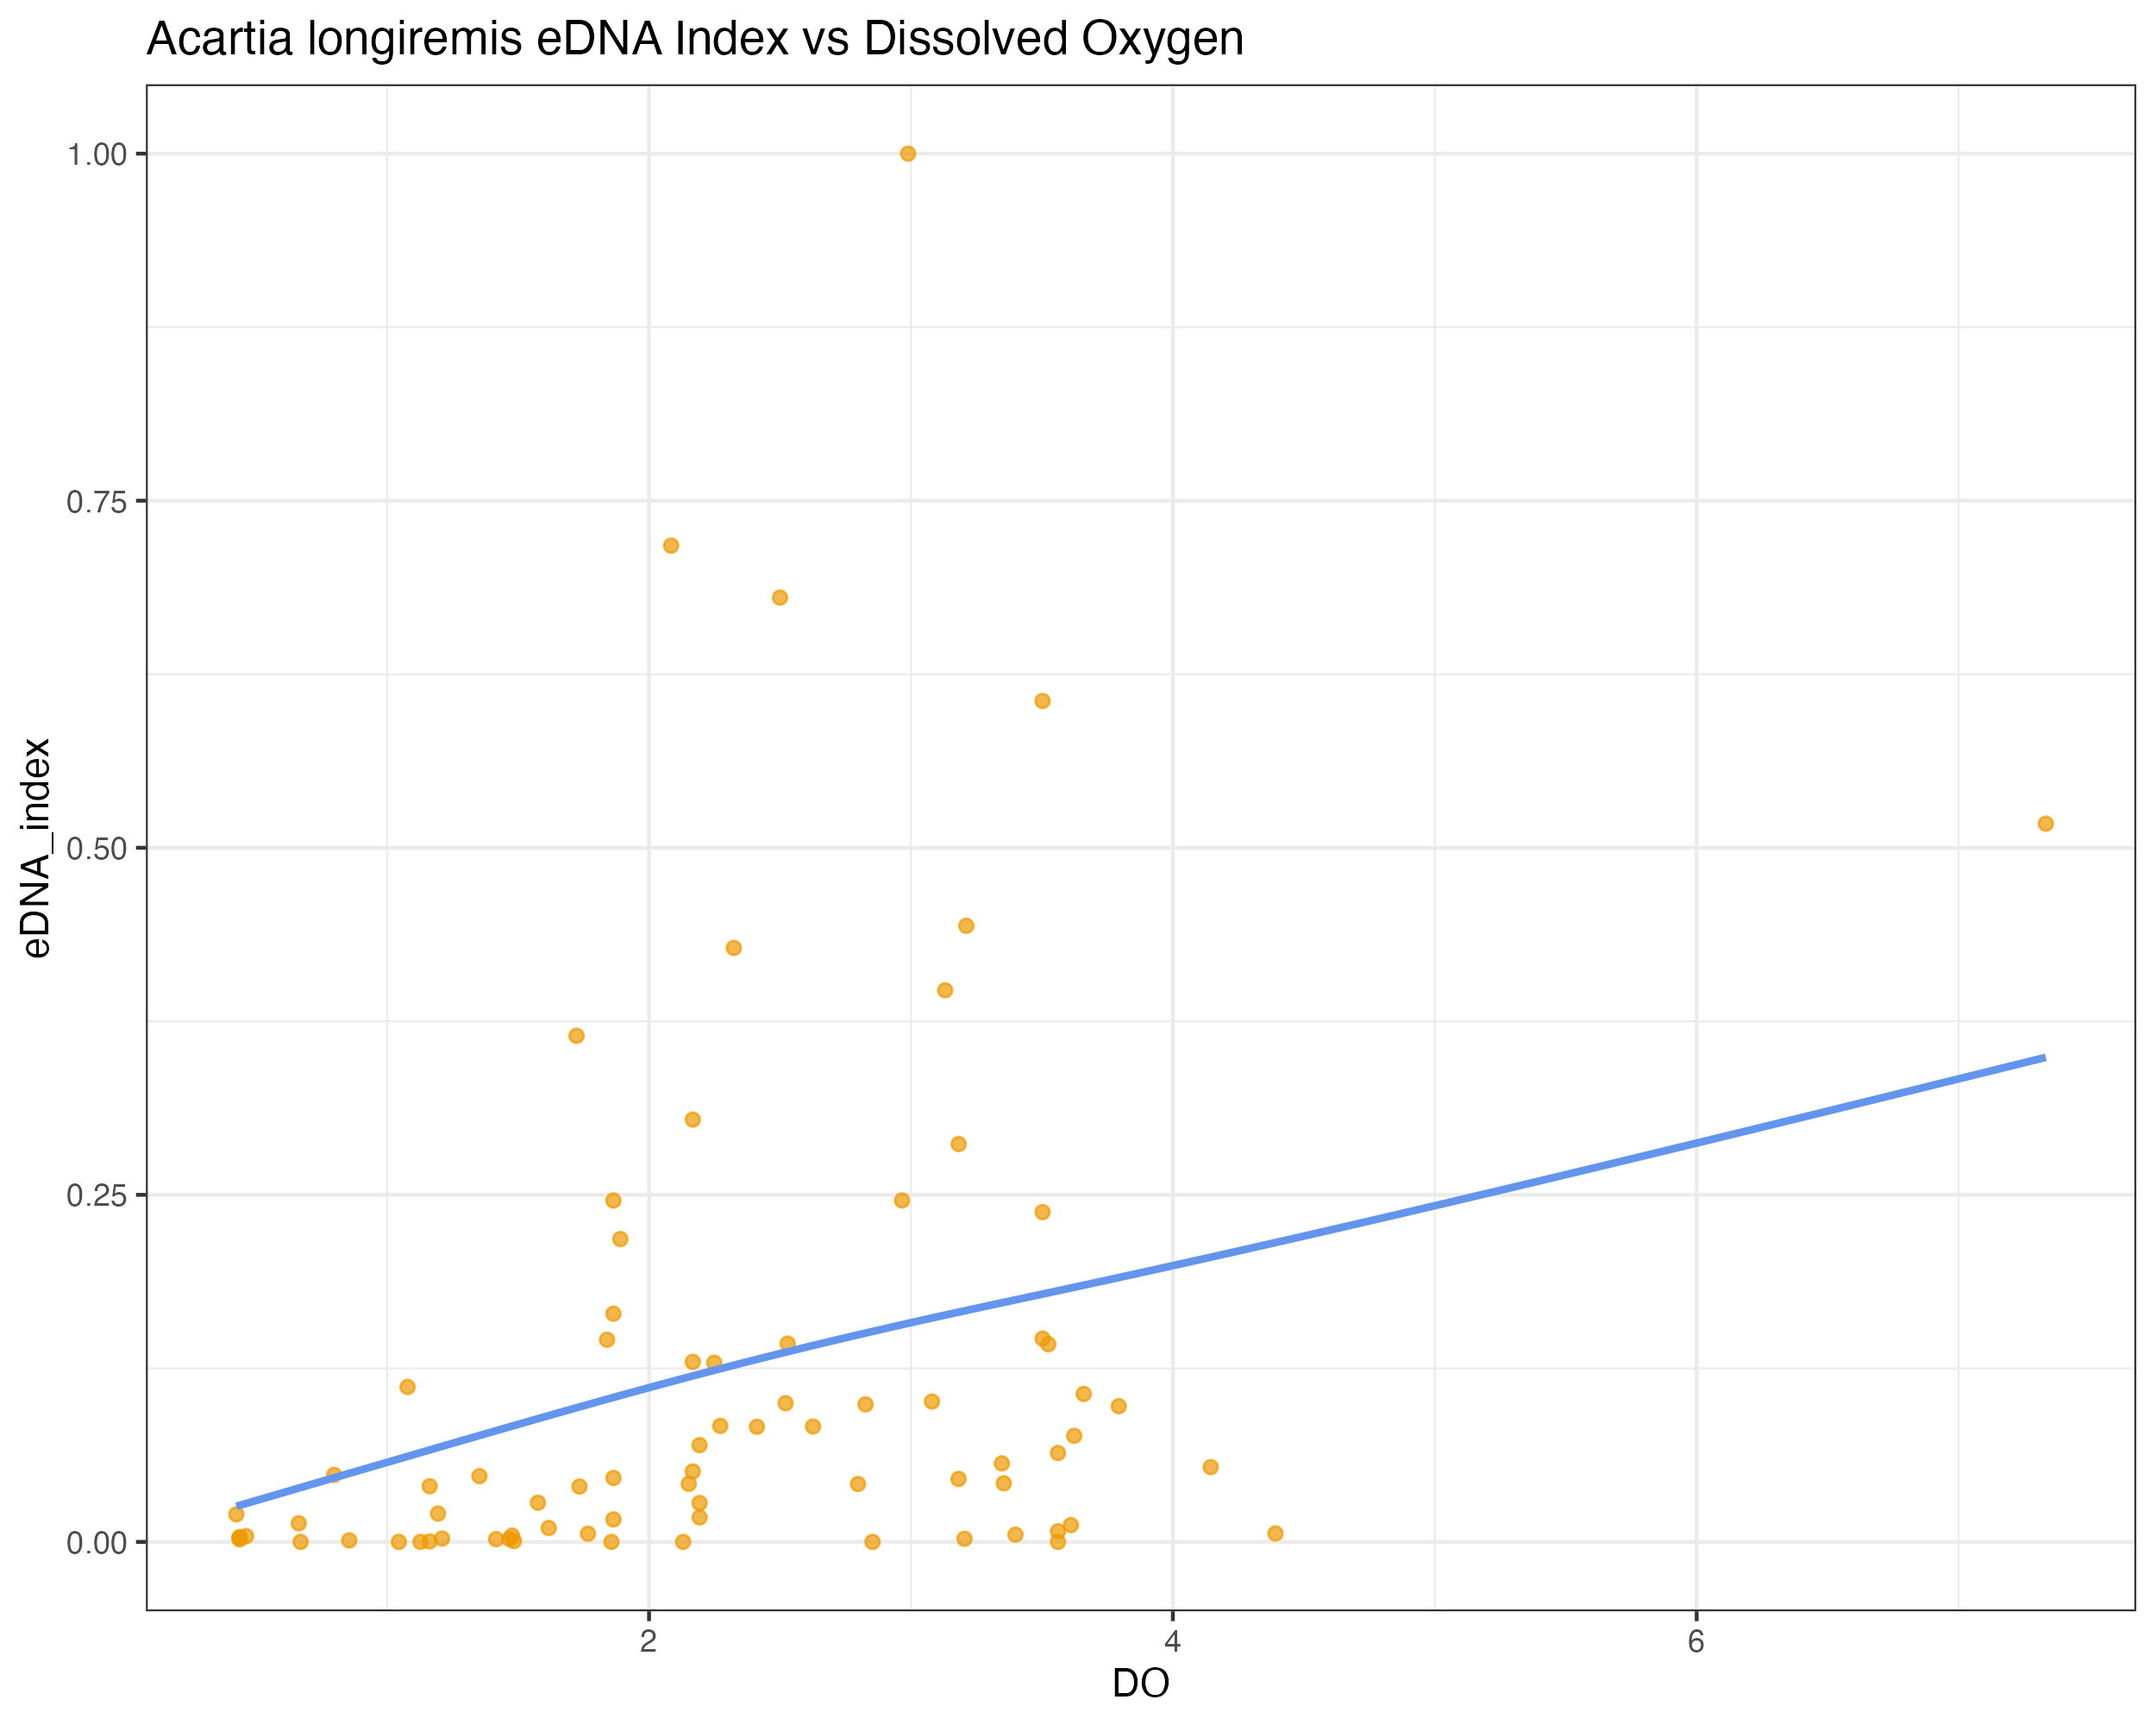 Acartia longiremis eDNA Index vs Dissolved Oxygen
1.00
0.75
0.50
0.25
0.00
eDNA_index
2
4
6
DO